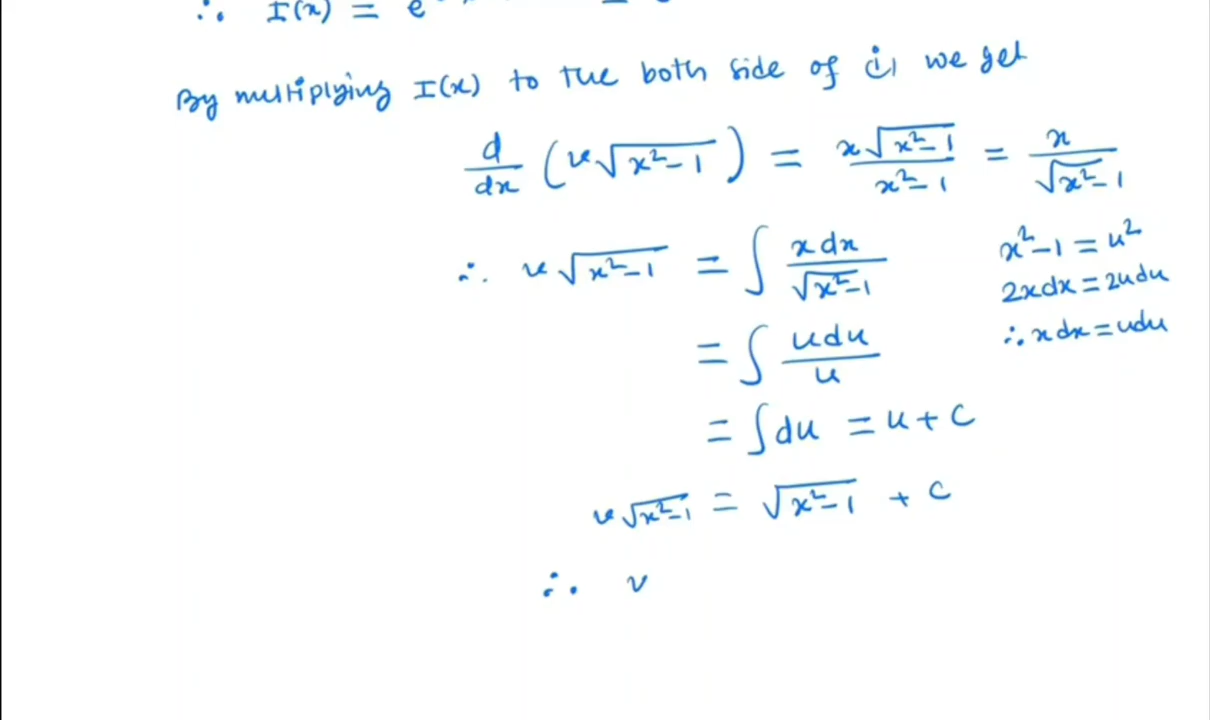 ∴ I(x) = e
By multiplying I(x) to the both side of (i) we get
d/dx (v√(x²-1)) = x√(x²-1)/(x²-1) = x/√(x²-1)
∴ v√(x²-1) = ∫ x dx/√(x²-1)
x²-1 = u²
2xdx = 2udu
∴ x dx = udu
= ∫ udu/u
= ∫ du = u + c
v√(x²-1) = √(x²-1) + c
∴ v